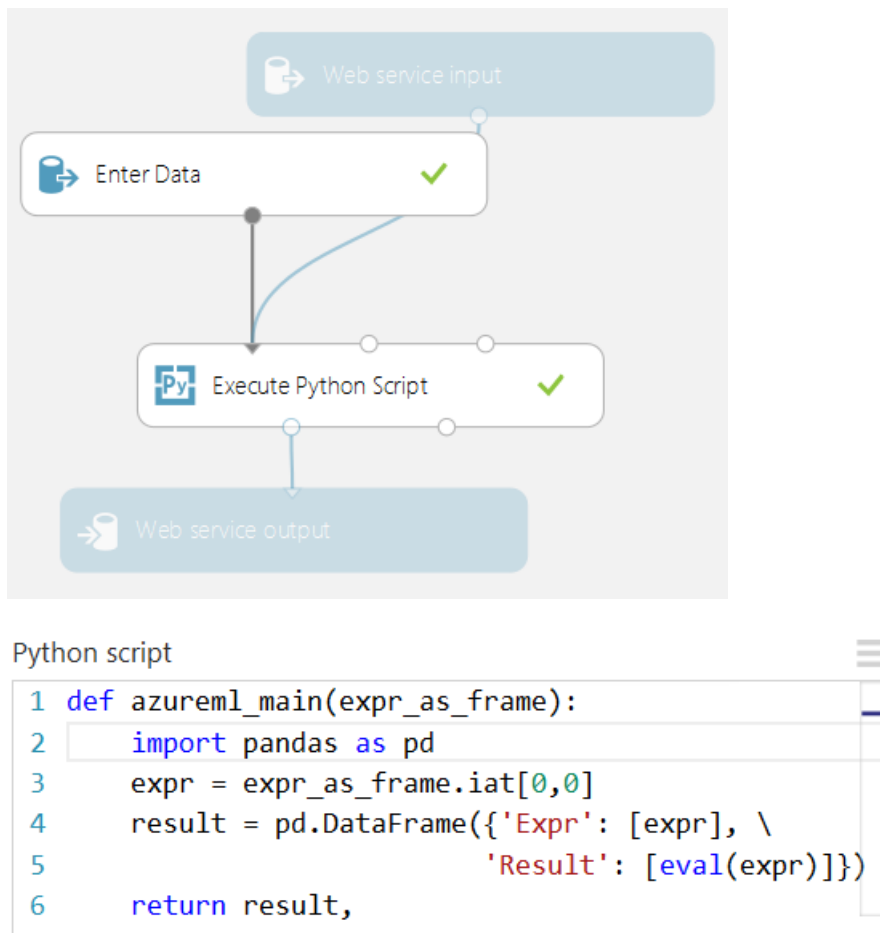 Web service input
Enter Data
Py Execute Python Script
Web service output
Python script
1 def azureml_main(expr_as_frame):
2     import pandas as pd
3     expr = expr_as_frame.iat[0,0]
4     result = pd.DataFrame({'Expr': [expr], \
5                            'Result': [eval(expr)]})
6     return result,